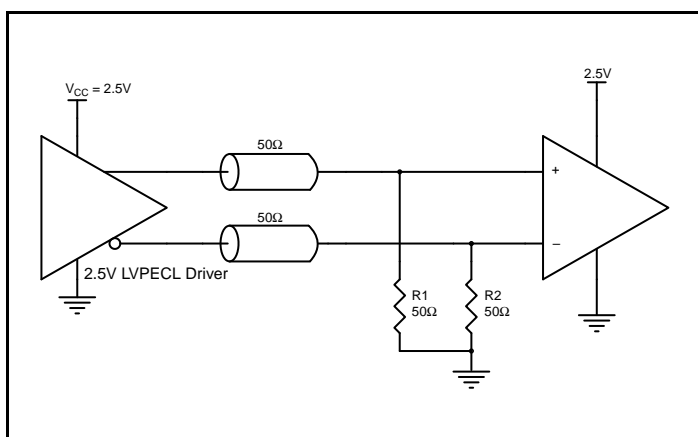 V_CC = 2.5V
2.5V
50Ω
+
50Ω
−
2.5V LVPECL Driver
R1
50Ω
R2
50Ω